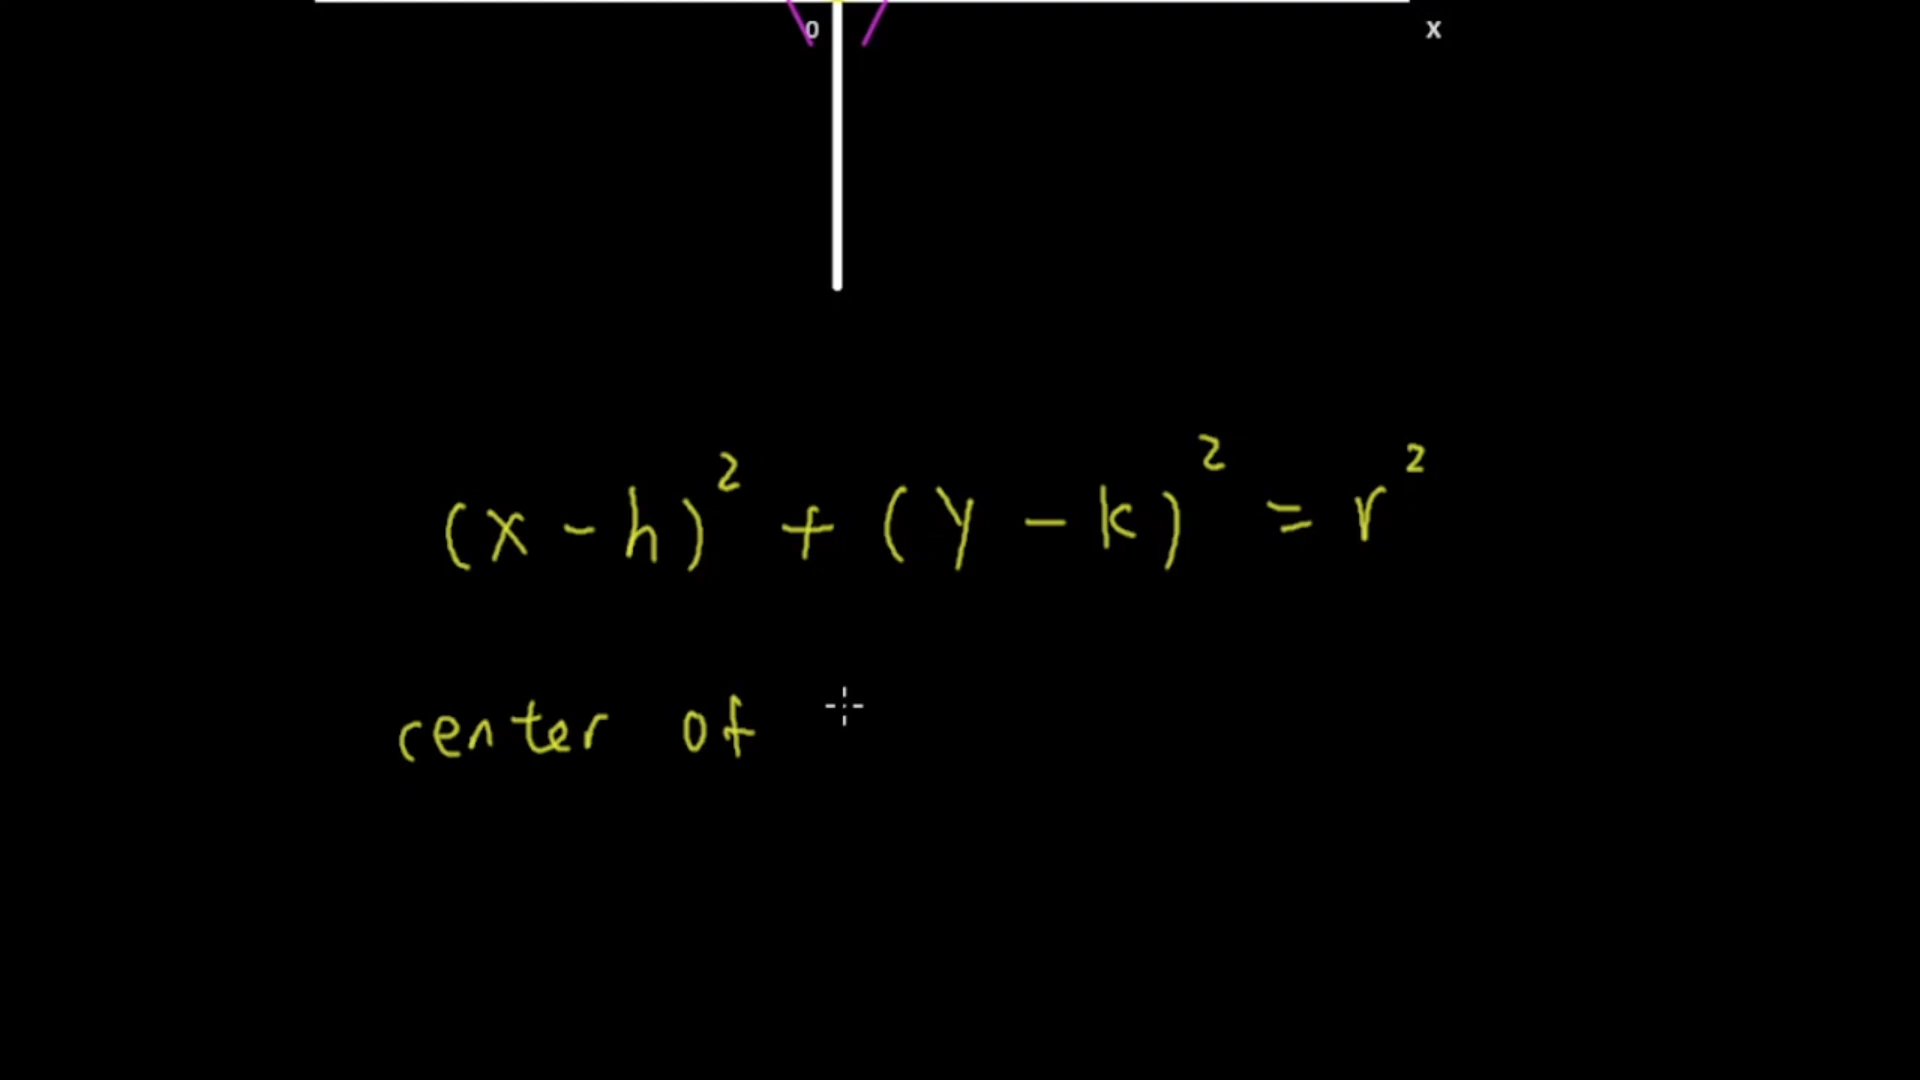 0 x
(x - h)² + (y - k)² = r²
center of